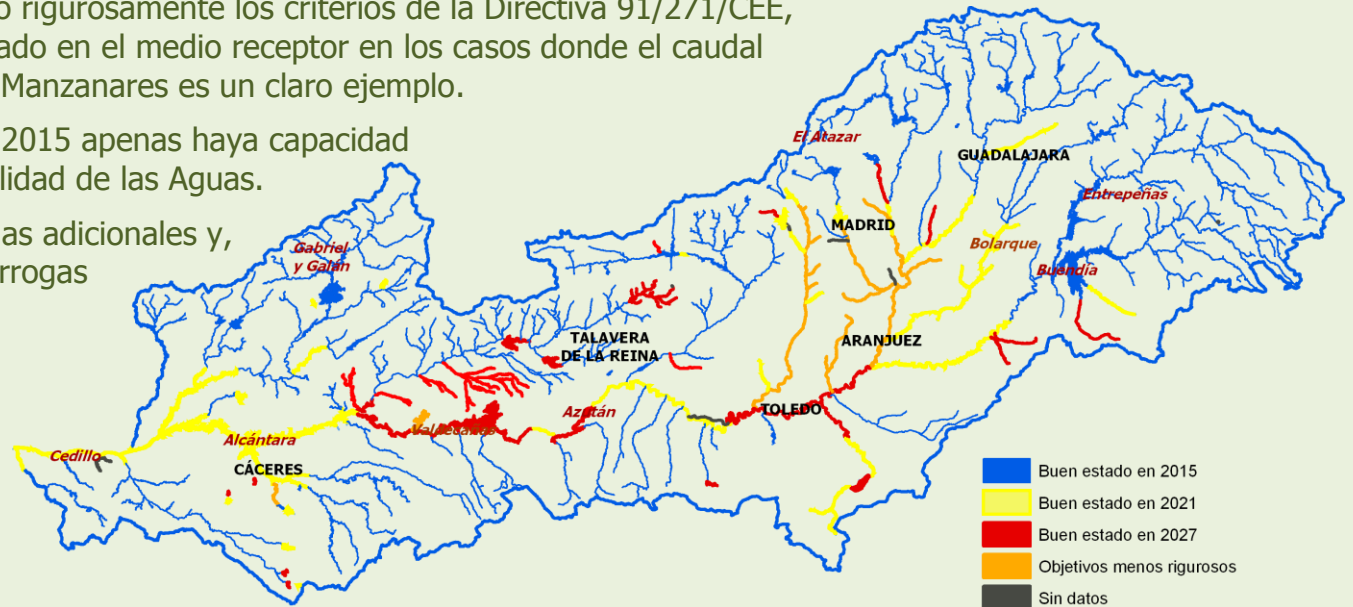 o rigurosamente los criterios de la Directiva 91/271/CEE,
ado en el medio receptor en los casos donde el caudal
Manzanares es un claro ejemplo.
2015 apenas haya capacidad
lidad de las Aguas.
as adicionales y,
rrogas
El Atazar
GUADALAJARA
Entrepeñas
MADRID
Bolarque
Buendia
Gabriel
y Galán
TALAVERA
DE LA REINA
ARANJUEZ
Azután
TOLEDO
Valdecañas
Alcántara
Cedillo
CÁCERES
Buen estado en 2015
Buen estado en 2021
Buen estado en 2027
Objetivos menos rigurosos
Sin datos